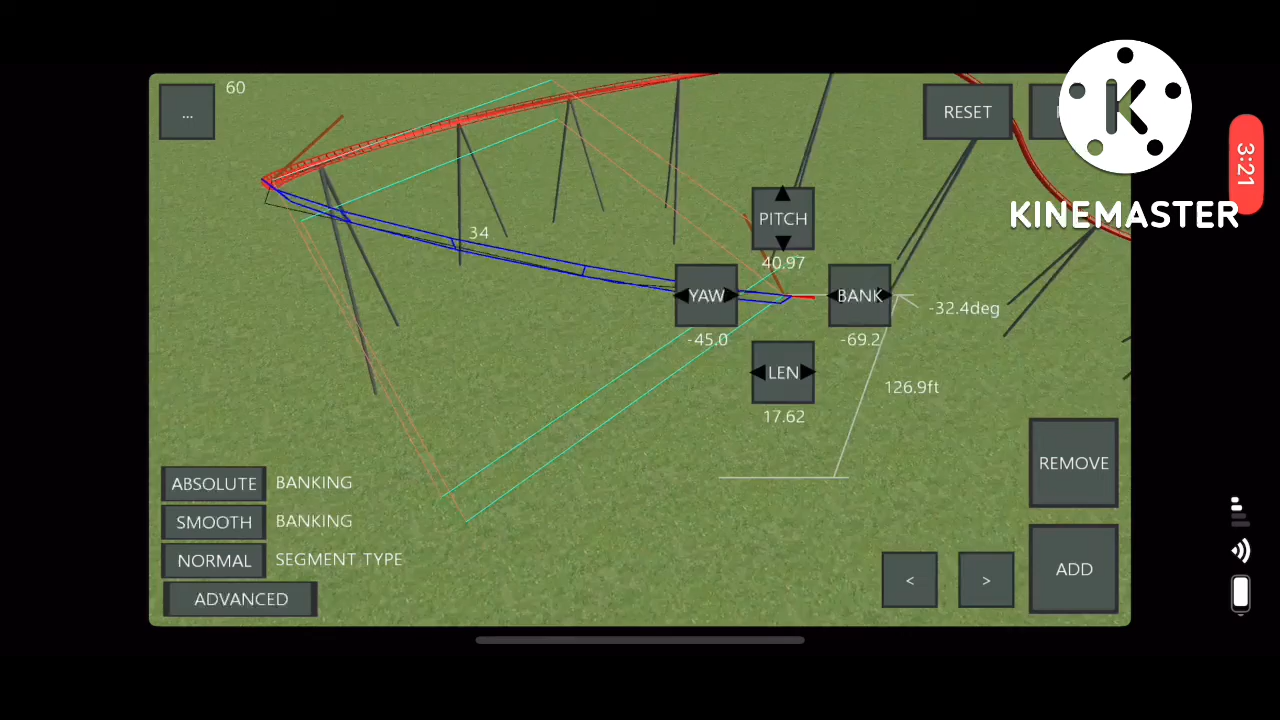 ...
60
RESET
KINEMASTER
3:21
34
PITCH
40.97
YAW
-45.0
BANK
-69.2
-32.4deg
LEN
17.62
126.9ft
ABSOLUTE BANKING
SMOOTH BANKING
NORMAL SEGMENT TYPE
ADVANCED
REMOVE
<
>
ADD